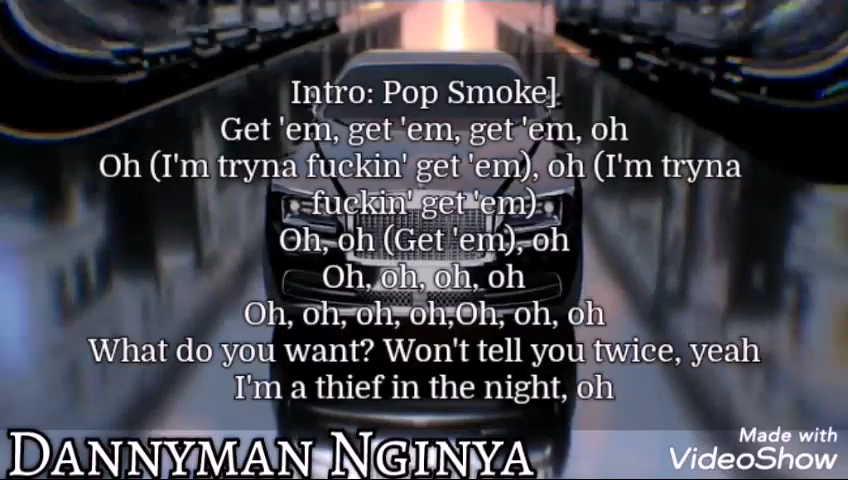 Intro: Pop Smoke]
Get 'em, get 'em, get 'em, oh
Oh (I'm tryna fuckin' get 'em), oh (I'm tryna
fuckin' get 'em)
Oh, oh (Get 'em), oh
Oh, oh, oh, oh
Oh, oh, oh, oh,Oh, oh, oh
What do you want? Won't tell you twice, yeah
I'm a thief in the night, oh
Dannyman Nginya
Made with
VideoShow